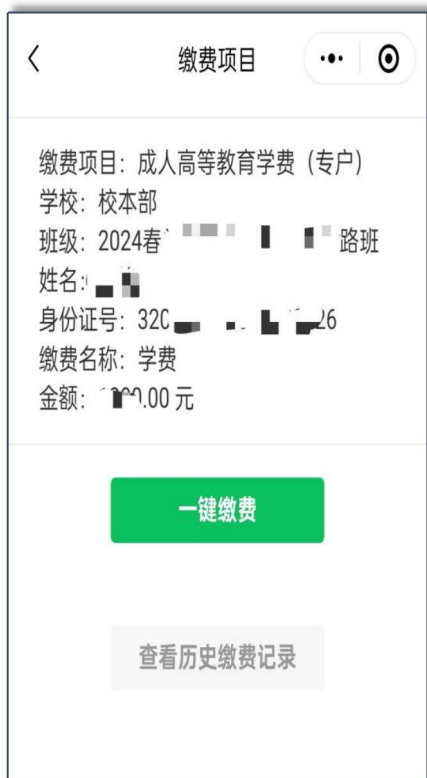 缴费项目
缴费项目：成人高等教育学费（专户）
学校：校本部
班级：2024春 路班
姓名:
身份证号：320 26
缴费名称：学费
金额： .00 元
一键缴费
查看历史缴费记录